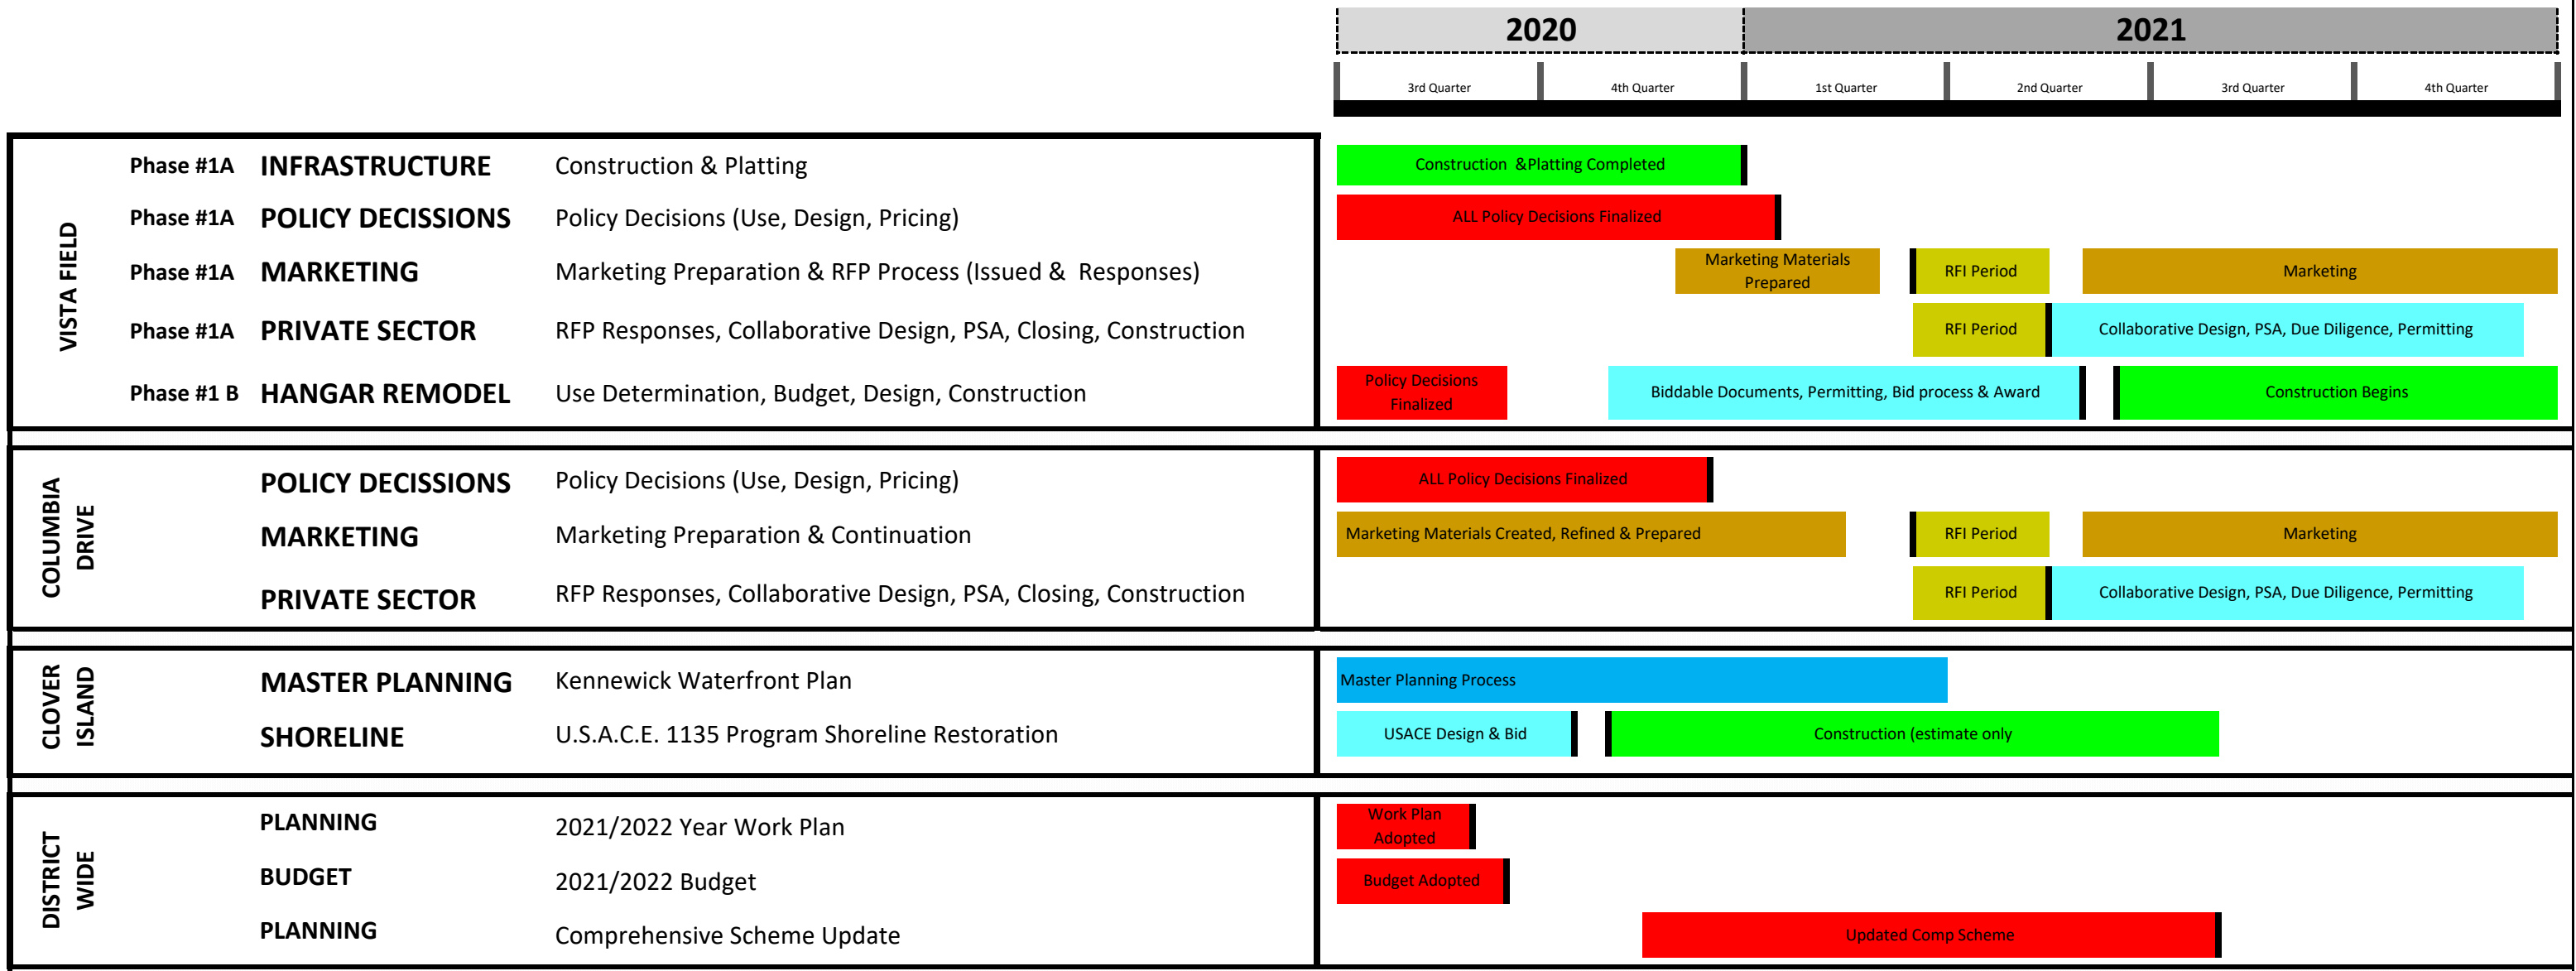 2020 2021
3rd Quarter 4th Quarter 1st Quarter 2nd Quarter 3rd Quarter 4th Quarter
VISTA FIELD
Phase #1A INFRASTRUCTURE Construction & Platting Construction &Platting Completed
Phase #1A POLICY DECISSIONS Policy Decisions (Use, Design, Pricing) ALL Policy Decisions Finalized
Phase #1A MARKETING Marketing Preparation & RFP Process (Issued & Responses) Marketing Materials
Prepared RFI Period Marketing
Phase #1A PRIVATE SECTOR RFP Responses, Collaborative Design, PSA, Closing, Construction RFI Period Collaborative Design, PSA, Due Diligence, Permitting
Phase #1 B HANGAR REMODEL Use Determination, Budget, Design, Construction Policy Decisions
Finalized Biddable Documents, Permitting, Bid process & Award Construction Begins
COLUMBIA
DRIVE
POLICY DECISSIONS Policy Decisions (Use, Design, Pricing) ALL Policy Decisions Finalized
MARKETING Marketing Preparation & Continuation Marketing Materials Created, Refined & Prepared RFI Period Marketing
PRIVATE SECTOR RFP Responses, Collaborative Design, PSA, Closing, Construction RFI Period Collaborative Design, PSA, Due Diligence, Permitting
CLOVER
ISLAND
MASTER PLANNING Kennewick Waterfront Plan Master Planning Process
SHORELINE U.S.A.C.E. 1135 Program Shoreline Restoration USACE Design & Bid Construction (estimate only
DISTRICT
WIDE
PLANNING 2021/2022 Year Work Plan Work Plan
Adopted
BUDGET 2021/2022 Budget Budget Adopted
PLANNING Comprehensive Scheme Update Updated Comp Scheme